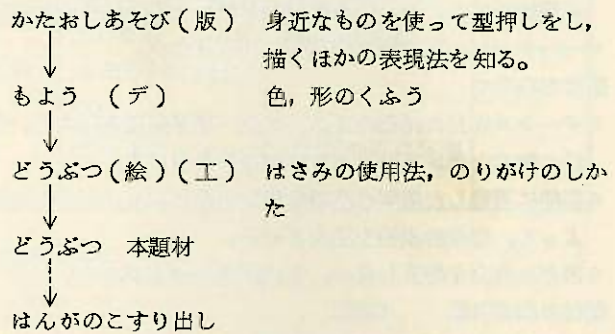 かたおしあそび（版） 身近なものを使って型押しをし，
描くほかの表現法を知る。
もよう （デ） 色，形のくふう
どうぶつ（絵）（工） はさみの使用法，のりがけのしか
た
どうぶつ 本題材
はんがのこすり出し